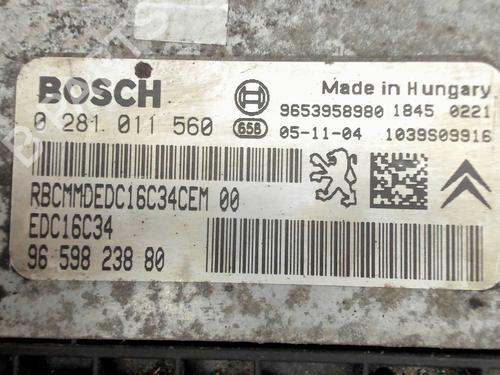 BOSCH
Made in Hungary
9653958980 1845 0221
0 281 011 560
658
05-11-04 1039S09916
RBCMMDEDC16C34CEM 00
EDC16C34
96 598 238 80